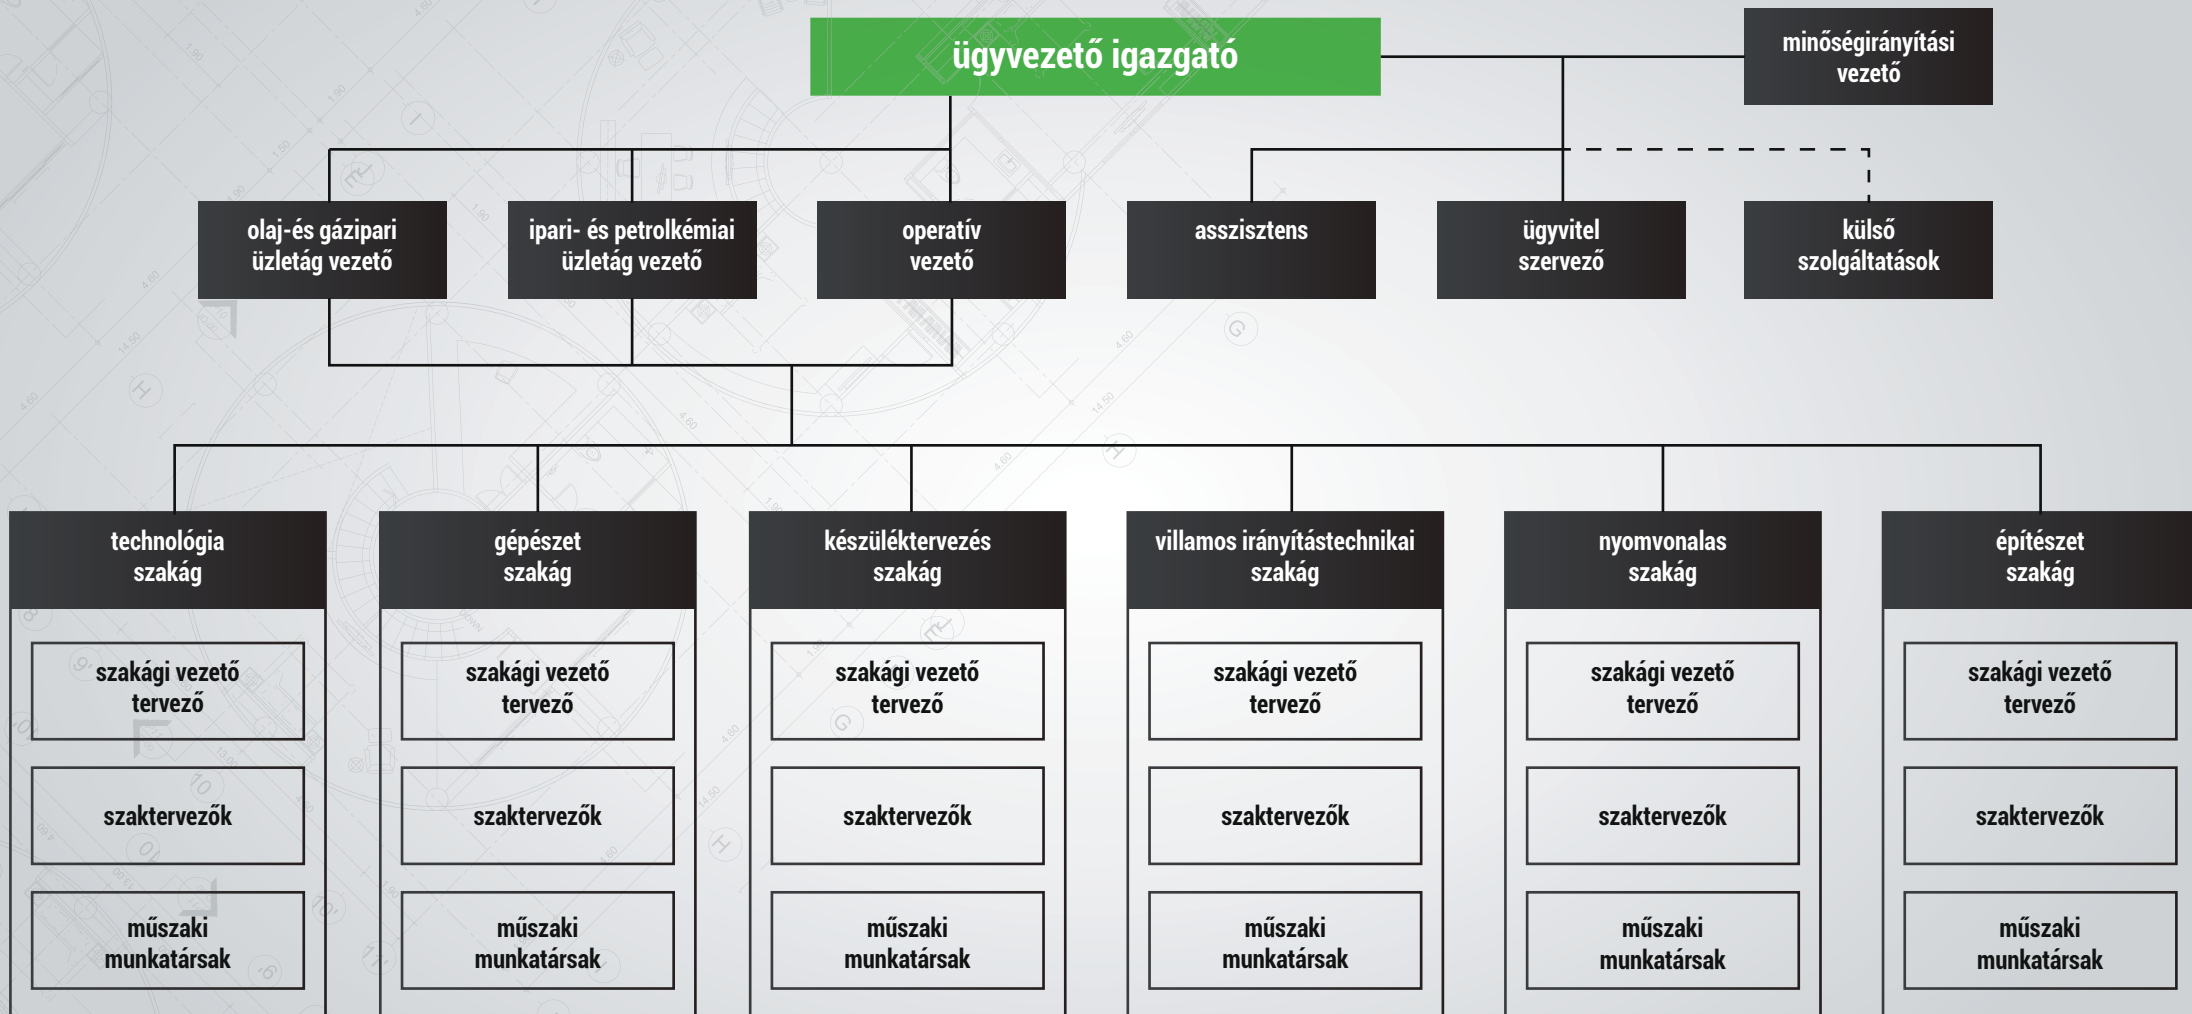 ügyvezető igazgató
minőségirányítási
vezető
olaj-és gázipari
üzletág vezető
ipari- és petrolkémiai
üzletág vezető
operatív
vezető
asszisztens
ügyvitel
szervező
külső
szolgáltatások
technológia
szakág
gépészet
szakág
készüléktervezés
szakág
villamos irányítástechnikai
szakág
nyomvonalas
szakág
építészet
szakág
szakági vezető
tervező
szakági vezető
tervező
szakági vezető
tervező
szakági vezető
tervező
szakági vezető
tervező
szakági vezető
tervező
szaktervezők
szaktervezők
szaktervezők
szaktervezők
szaktervezők
szaktervezők
műszaki
munkatársak
műszaki
munkatársak
műszaki
munkatársak
műszaki
munkatársak
műszaki
munkatársak
műszaki
munkatársak